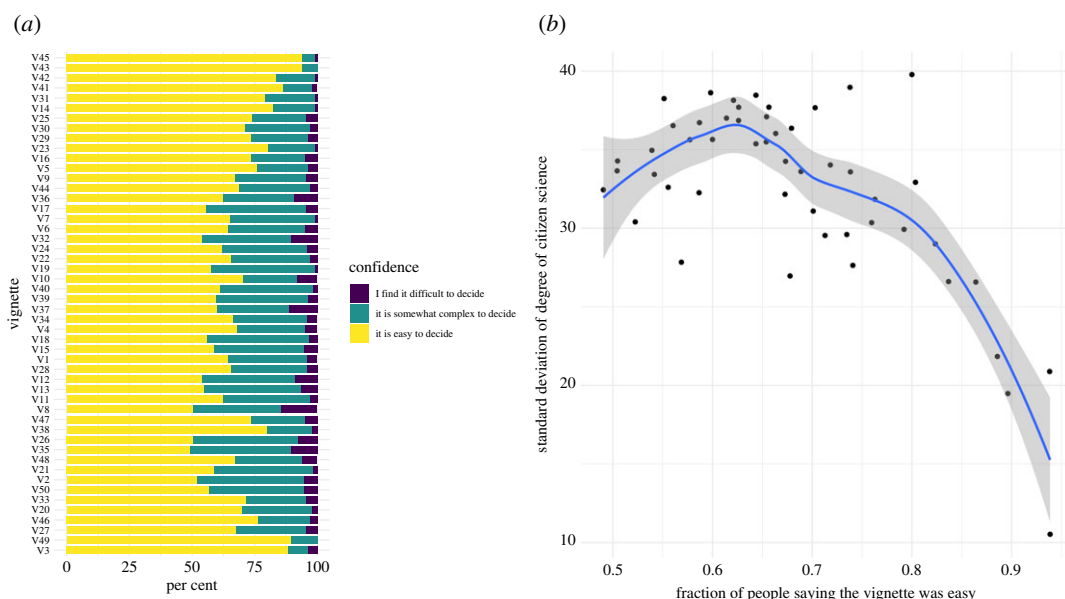 (a)
V45
V43
V42
V41
V31
V14
V25
V30
V29
V23
V16
V5
V9
V44
V36
V17
V7
V6
V32
V24
V22
V19
V10
V40
V39
V37
V34
V4
V18
V15
V1
V28
V12
V13
V11
V8
V47
V38
V26
V35
V48
V21
V2
V50
V33
V20
V46
V27
V49
V3
vignette
0 25 50 75 100
per cent
confidence
I find it difficult to decide
it is somewhat complex to decide
it is easy to decide
(b)
standard deviation of degree of citizen science
40
30
20
10
0.5 0.6 0.7 0.8 0.9
fraction of people saying the vignette was easy